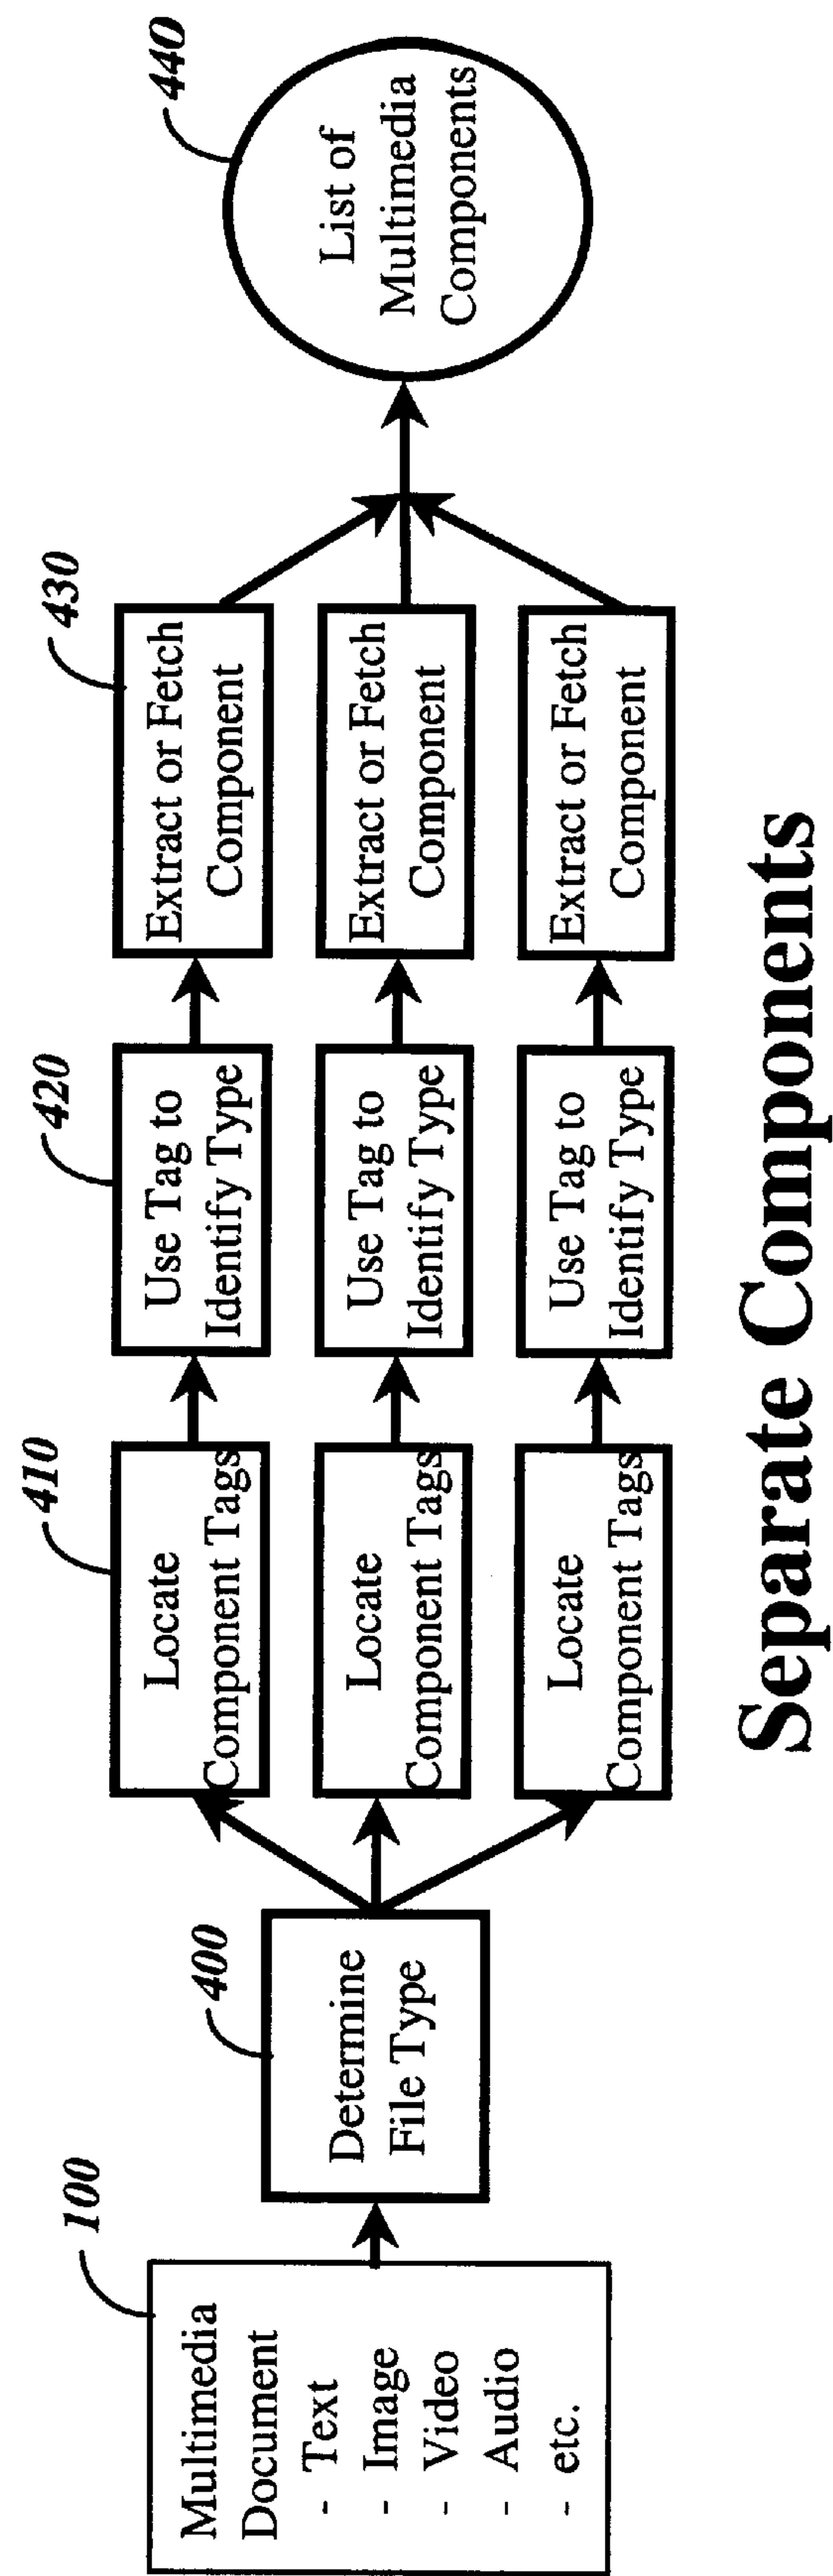 100
Multimedia
Document
- Text
- Image
- Video
- Audio
- etc.
400
Determine
File Type
410
Locate
Component Tags
Locate
Component Tags
Locate
Component Tags
420
Use Tag to
Identify Type
Use Tag to
Identify Type
Use Tag to
Identify Type
430
Extract or Fetch
Component
Extract or Fetch
Component
Extract or Fetch
Component
440
List of
Multimedia
Components
Separate Components